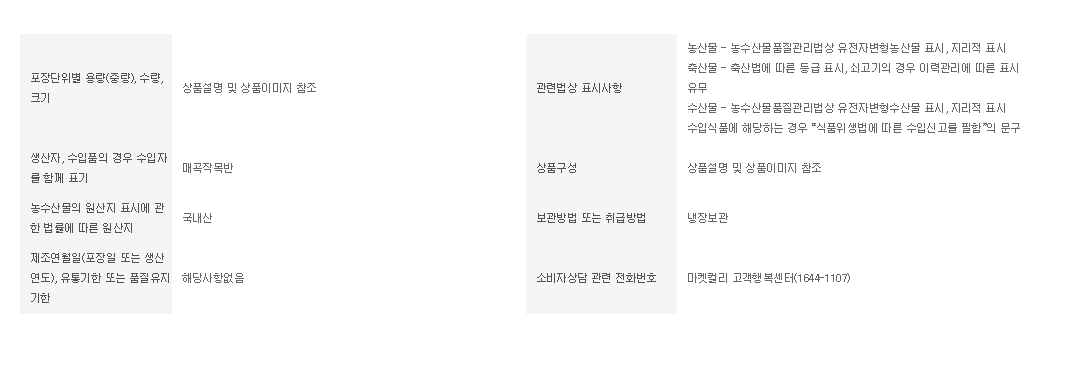 포장단위별 용량(중량), 수량,
크기
상품설명 및 상품이미지 참조
관련법상 표시사항
농산물 - 농수산물품질관리법상 유전자변형농산물 표시, 지리적 표시
축산물 - 축산법에 따른 등급 표시, 쇠고기의 경우 이력관리에 따른 표시
유무
수산물 - 농수산물품질관리법상 유전자변형수산물 표시, 지리적 표시
수입식품에 해당하는 경우 “식품위생법에 따른 수입신고를 필함”의 문구
생산자, 수입품의 경우 수입자
를 함께 표기
매곡작목반
상품구성
상품설명 및 상품이미지 참조
농수산물의 원산지 표시에 관
한 법률에 따른 원산지
국내산
보관방법 또는 취급방법
냉장보관
제조연월일(포장일 또는 생산
연도), 유통기한 또는 품질유지
기한
해당사항없음
소비자상담 관련 전화번호
마켓컬리 고객행복센터(1644-1107)